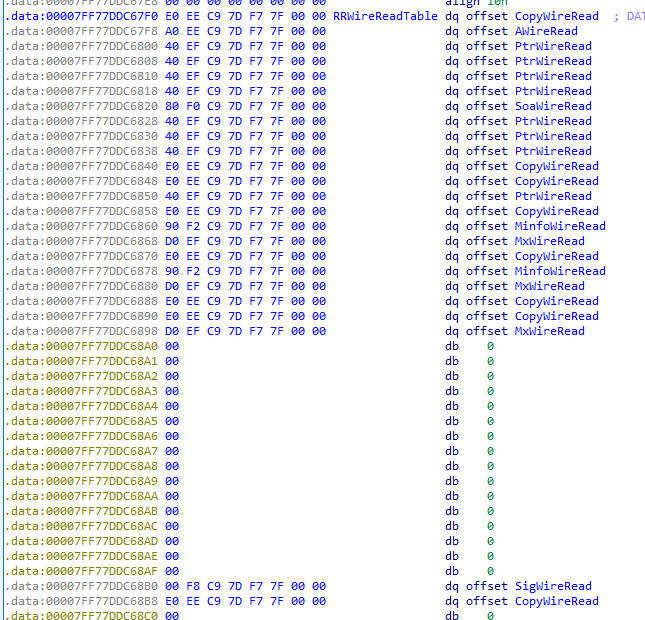 .data:00007FF77DDC67E8 00 00 00 00 00 00 00 00 align 10h
.data:00007FF77DDC67F0 E0 EE C9 7D F7 7F 00 00 RRWireReadTable dq offset CopyWireRead ; DAT
.data:00007FF77DDC67F8 A0 EE C9 7D F7 7F 00 00 dq offset AWireRead
.data:00007FF77DDC6800 40 EF C9 7D F7 7F 00 00 dq offset PtrWireRead
.data:00007FF77DDC6808 40 EF C9 7D F7 7F 00 00 dq offset PtrWireRead
.data:00007FF77DDC6810 40 EF C9 7D F7 7F 00 00 dq offset PtrWireRead
.data:00007FF77DDC6818 40 EF C9 7D F7 7F 00 00 dq offset PtrWireRead
.data:00007FF77DDC6820 80 F0 C9 7D F7 7F 00 00 dq offset SoaWireRead
.data:00007FF77DDC6828 40 EF C9 7D F7 7F 00 00 dq offset PtrWireRead
.data:00007FF77DDC6830 40 EF C9 7D F7 7F 00 00 dq offset PtrWireRead
.data:00007FF77DDC6838 40 EF C9 7D F7 7F 00 00 dq offset PtrWireRead
.data:00007FF77DDC6840 E0 EE C9 7D F7 7F 00 00 dq offset CopyWireRead
.data:00007FF77DDC6848 E0 EE C9 7D F7 7F 00 00 dq offset CopyWireRead
.data:00007FF77DDC6850 40 EF C9 7D F7 7F 00 00 dq offset PtrWireRead
.data:00007FF77DDC6858 E0 EE C9 7D F7 7F 00 00 dq offset CopyWireRead
.data:00007FF77DDC6860 90 F2 C9 7D F7 7F 00 00 dq offset MinfoWireRead
.data:00007FF77DDC6868 D0 EF C9 7D F7 7F 00 00 dq offset MxWireRead
.data:00007FF77DDC6870 E0 EE C9 7D F7 7F 00 00 dq offset CopyWireRead
.data:00007FF77DDC6878 90 F2 C9 7D F7 7F 00 00 dq offset MinfoWireRead
.data:00007FF77DDC6880 D0 EF C9 7D F7 7F 00 00 dq offset MxWireRead
.data:00007FF77DDC6888 E0 EE C9 7D F7 7F 00 00 dq offset CopyWireRead
.data:00007FF77DDC6890 E0 EE C9 7D F7 7F 00 00 dq offset CopyWireRead
.data:00007FF77DDC6898 D0 EF C9 7D F7 7F 00 00 dq offset MxWireRead
.data:00007FF77DDC68A0 00 db 0
.data:00007FF77DDC68A1 00 db 0
.data:00007FF77DDC68A2 00 db 0
.data:00007FF77DDC68A3 00 db 0
.data:00007FF77DDC68A4 00 db 0
.data:00007FF77DDC68A5 00 db 0
.data:00007FF77DDC68A6 00 db 0
.data:00007FF77DDC68A7 00 db 0
.data:00007FF77DDC68A8 00 db 0
.data:00007FF77DDC68A9 00 db 0
.data:00007FF77DDC68AA 00 db 0
.data:00007FF77DDC68AB 00 db 0
.data:00007FF77DDC68AC 00 db 0
.data:00007FF77DDC68AD 00 db 0
.data:00007FF77DDC68AE 00 db 0
.data:00007FF77DDC68AF 00 db 0
.data:00007FF77DDC68B0 00 F8 C9 7D F7 7F 00 00 dq offset SigWireRead
.data:00007FF77DDC68B8 E0 EE C9 7D F7 7F 00 00 dq offset CopyWireRead
.data:00007FF77DDC68C0 00 db 0